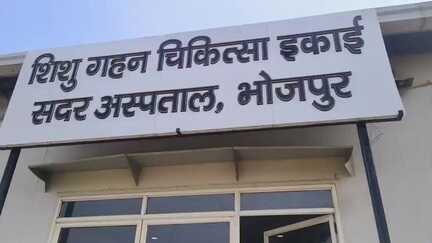 शिशु गहन चिकित्सा इकाई
सदर अस्पताल, भोजपुर